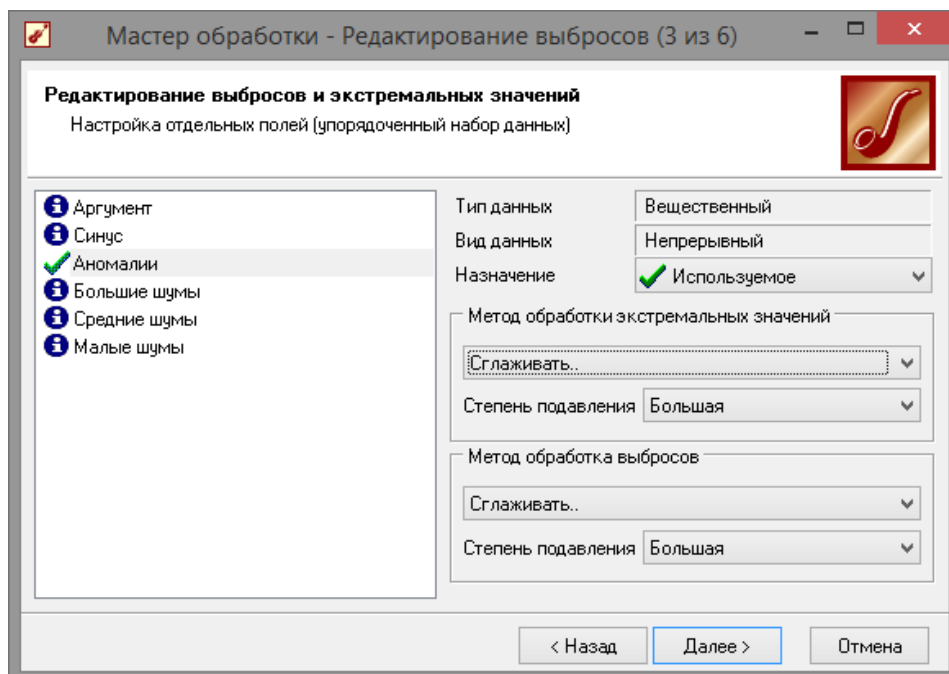 Мастер обработки - Редактирование выбросов (3 из 6)
Редактирование выбросов и экстремальных значений
Настройка отдельных полей (упорядоченный набор данных)
Аргумент
Синус
Аномалии
Большие шумы
Средние шумы
Малые шумы
Тип данных Вещественный
Вид данных Непрерывный
Назначение Используемое
Метод обработки экстремальных значений
Сглаживать..
Степень подавления Большая
Метод обработка выбросов
Сглаживать..
Степень подавления Большая
< Назад Далее > Отмена